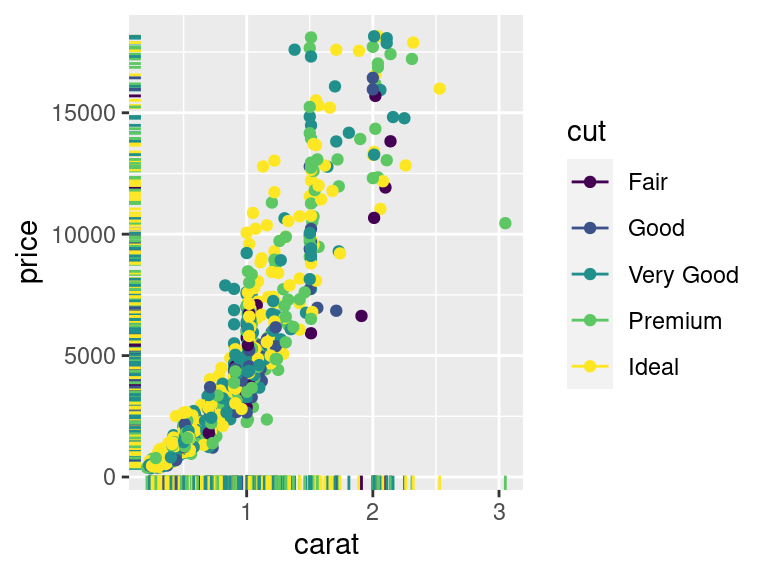 price
15000
10000
5000
0
1 2 3
carat
cut
Fair
Good
Very Good
Premium
Ideal